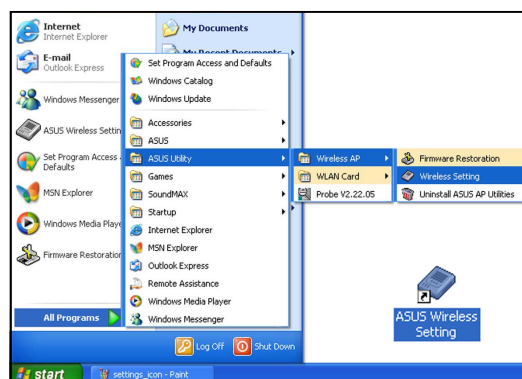 Internet
Internet Explorer
E-mail
Outlook Express
Windows Messenger
ASUS Wireless Settin
Set Program Access
Defaults
MSN Explorer
Windows Media Playe
Firmware Restoration
All Programs
My Documents
My Recent Documents
Set Program Access and Defaults
Windows Catalog
Windows Update
Accessories
ASUS
ASUS Utility
Games
SoundMAX
Startup
Internet Explorer
MSN Explorer
Outlook Express
Remote Assistance
Windows Media Player
Windows Messenger
Wireless AP
WLAN Card
Probe V2.22.05
Firmware Restoration
Wireless Setting
Uninstall ASUS AP Utilities
ASUS Wireless
Setting
Log Off
Shut Down
start
settings_icon - Paint